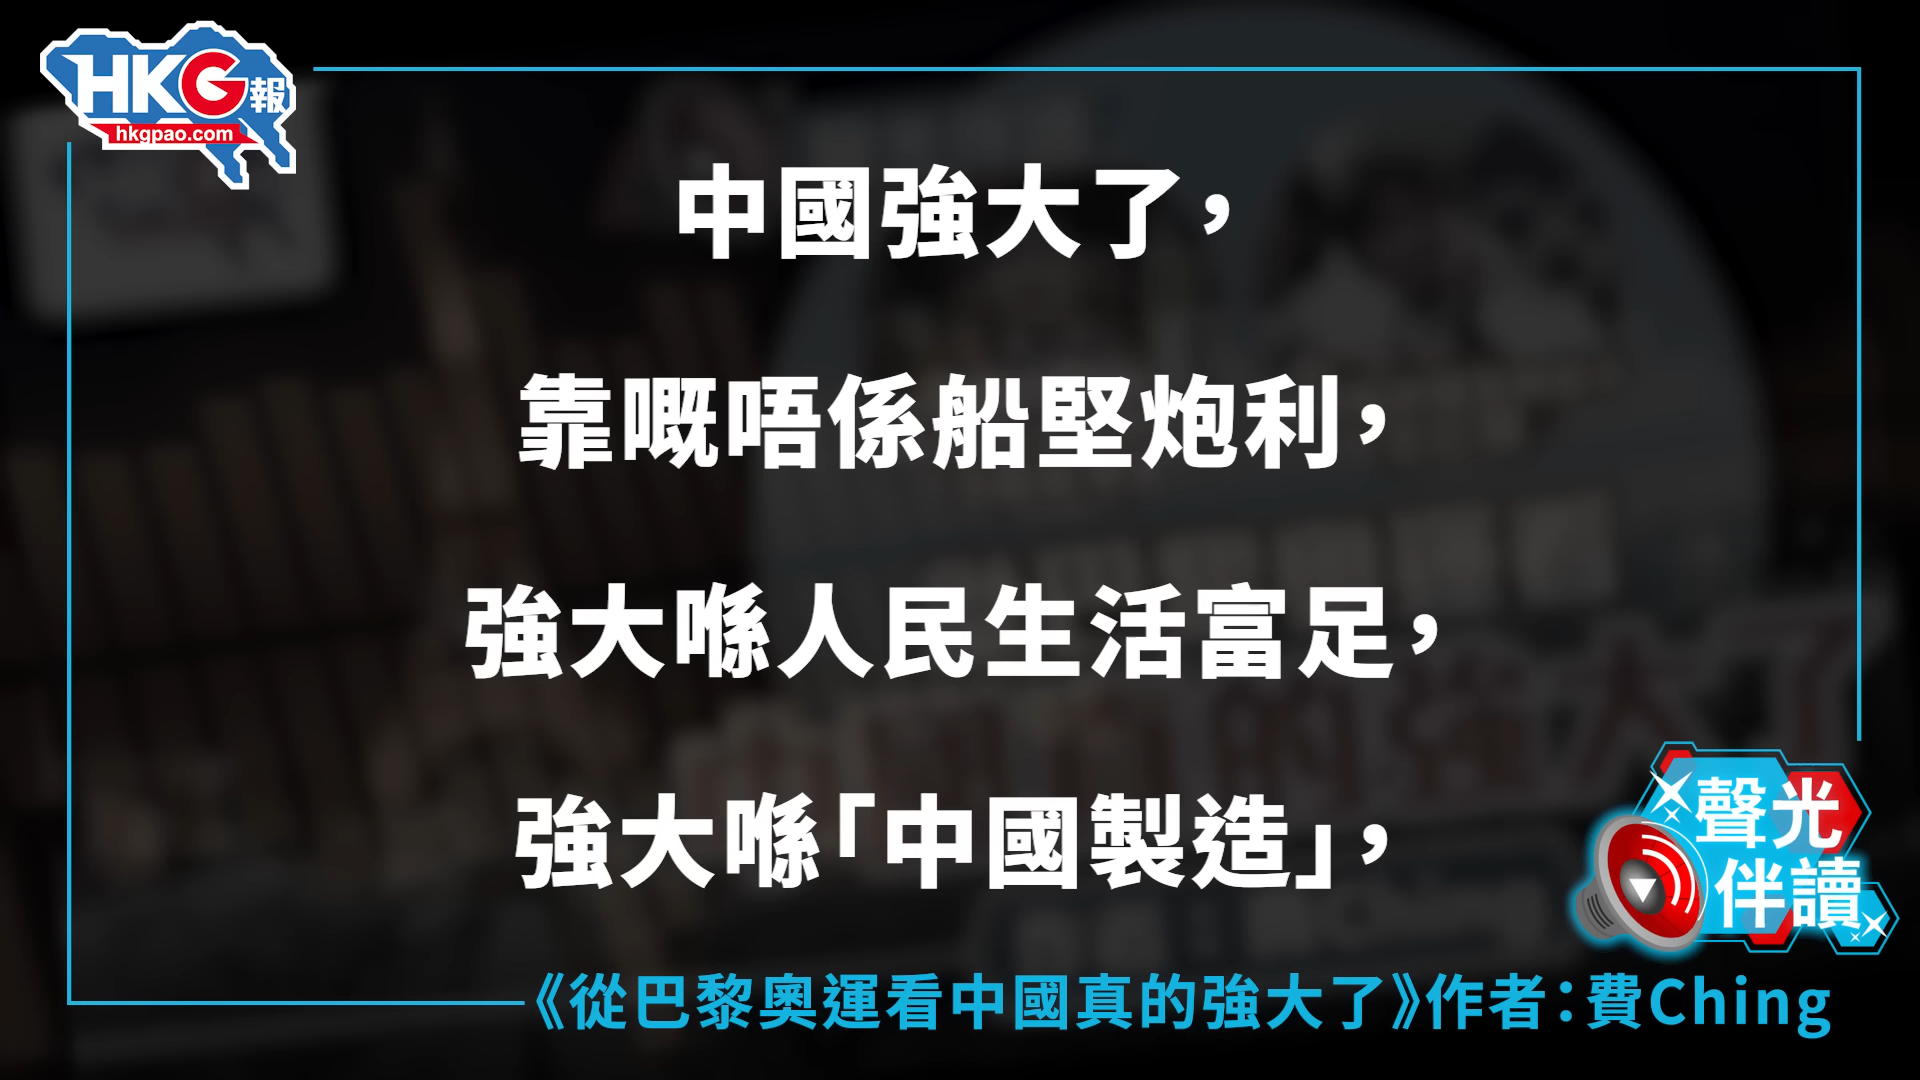 HKG報
hkgpao.com
中國強大了，
靠嘅唔係船堅炮利，
強大喺人民生活富足，
強大喺「中國製造」，
聲光
伴讀
《從巴黎奧運看中國真的強大了》作者：費Ching